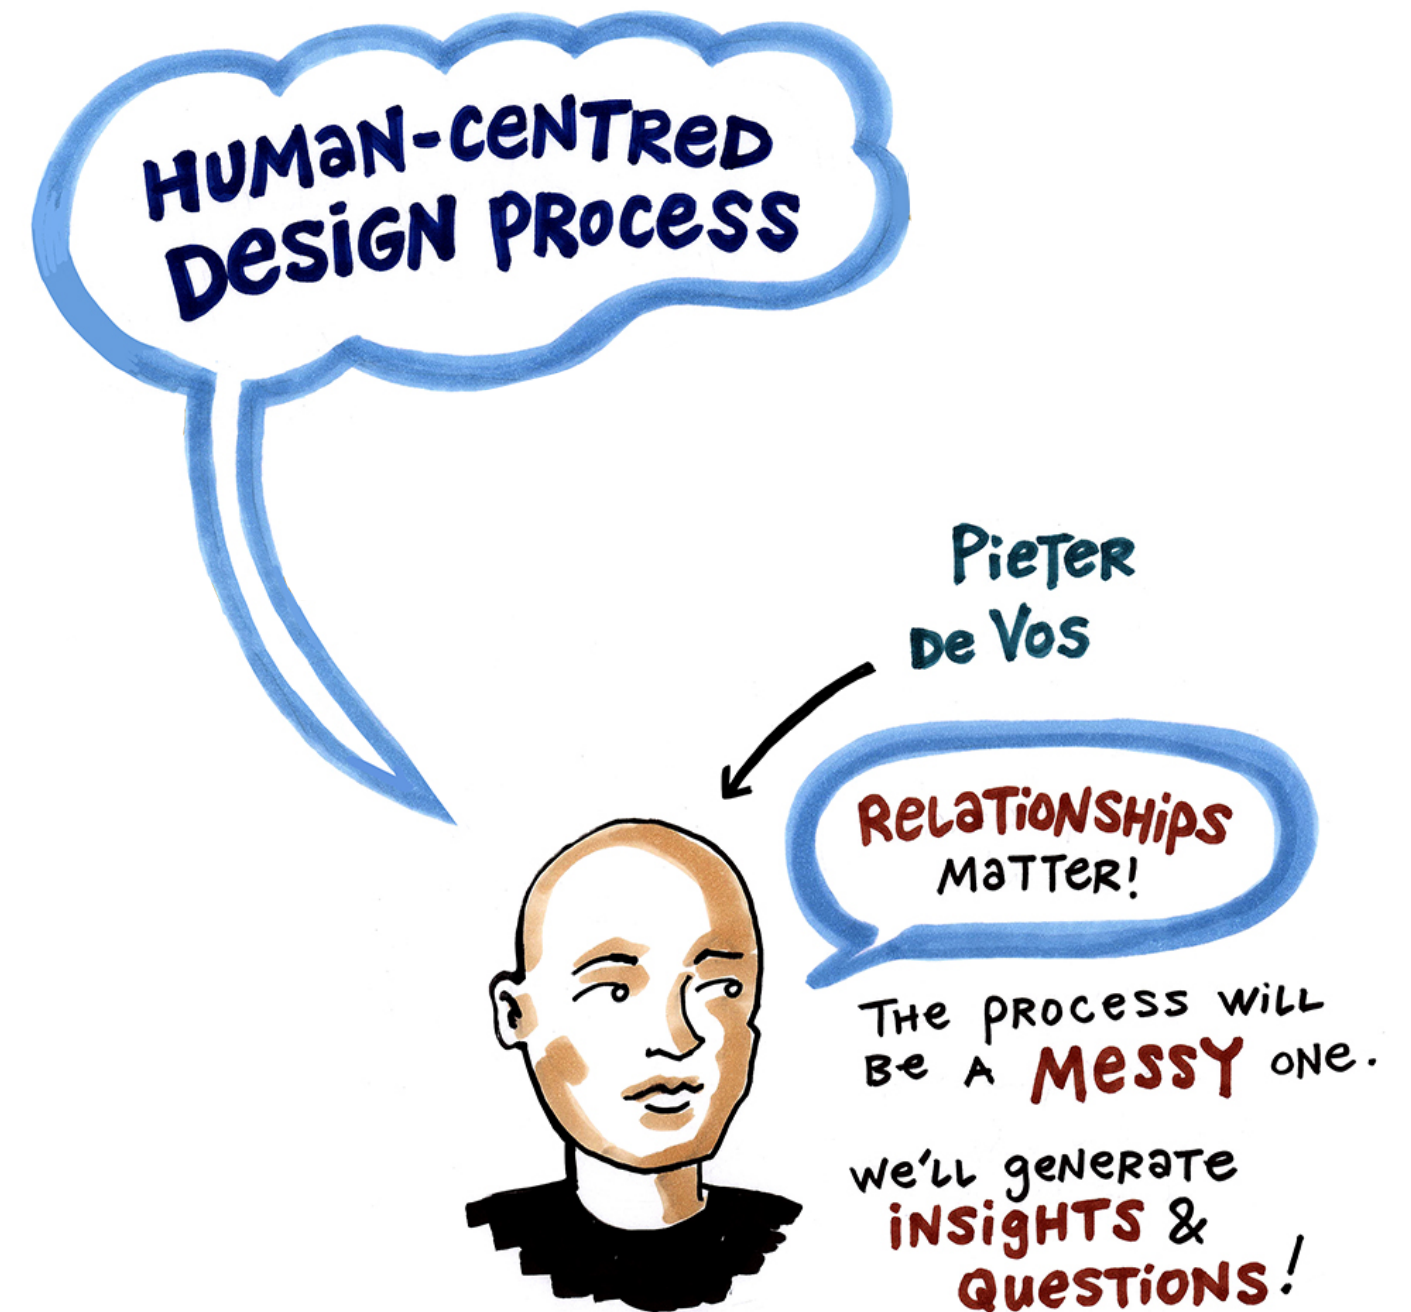 HUMAN-CENTRED
DESIGN PROCESS
PIETER
DE VOS
RELATIONSHIPS
MATTER!
THE PROCESS WILL
BE A MESSY ONE.
WE'LL GENERATE
INSIGHTS &
QUESTIONS!